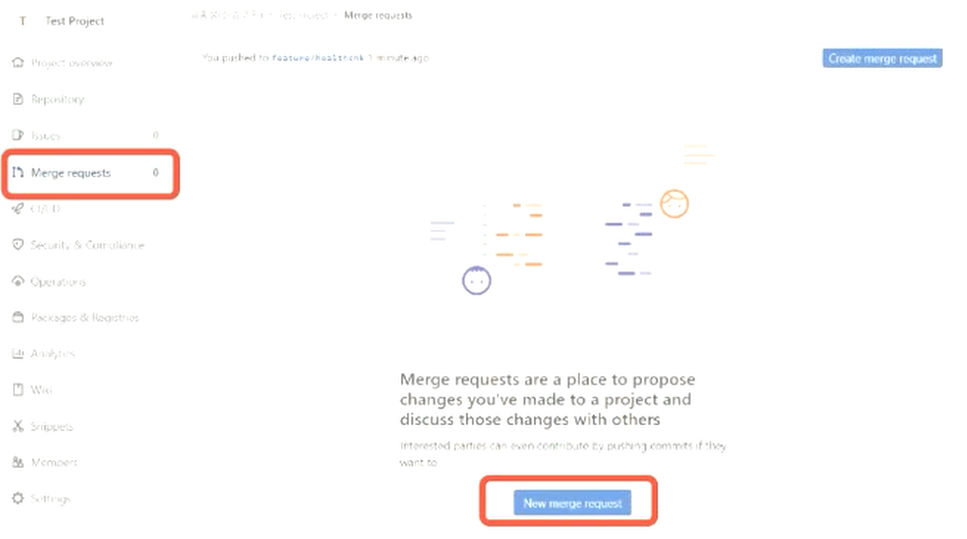 T Test Project
Merge requests
You pushed to 1 minute ago
Create merge request
Project overview
Repository
Issues 0
Merge requests 0
CI/CD
Security & Compliance
Operations
Packages & Registries
Analytics
Wiki
Snippets
Members
Settings
Merge requests are a place to propose
changes you've made to a project and
discuss those changes with others
Interested parties can even contribute by pushing commits if they
want to
New merge request